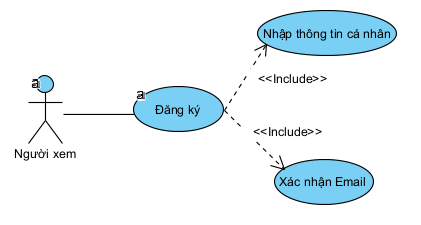 Nhập thông tin cá nhân
<<Include>>
a
a
Đăng ký
<<Include>>
Người xem
Xác nhận Email